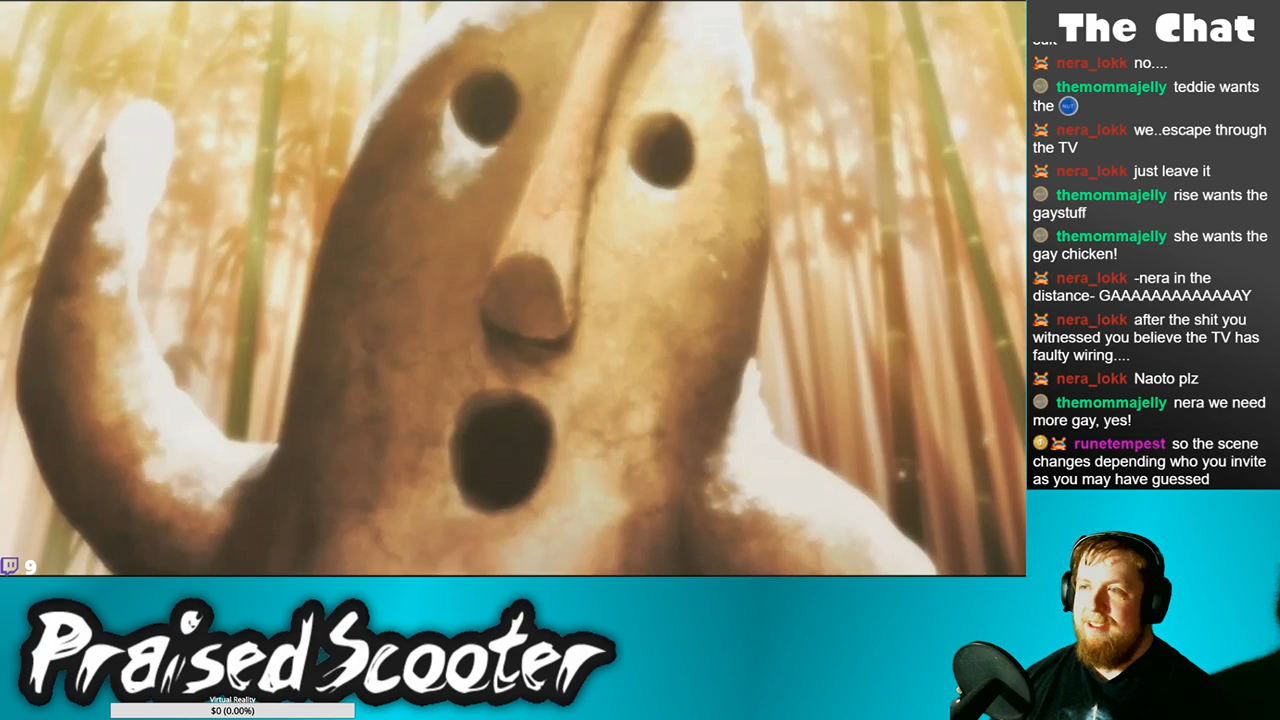 The Chat
nera_lokk no....
themommajelly teddie wants
the NUT
nera_lokk we..escape through
the TV
nera_lokk just leave it
themommajelly rise wants the
gaystuff
themommajelly she wants the
gay chicken!
nera_lokk -nera in the
distance- GAAAAAAAAAAAAAY
nera_lokk after the shit you
witnessed you believe the TV has
faulty wiring....
nera_lokk Naoto plz
themommajelly nera we need
more gay, yes!
runetempest so the scene
changes depending who you invite
as you may have guessed
9
PraisedScooter
Virtual Reality
$0 (0.00%)